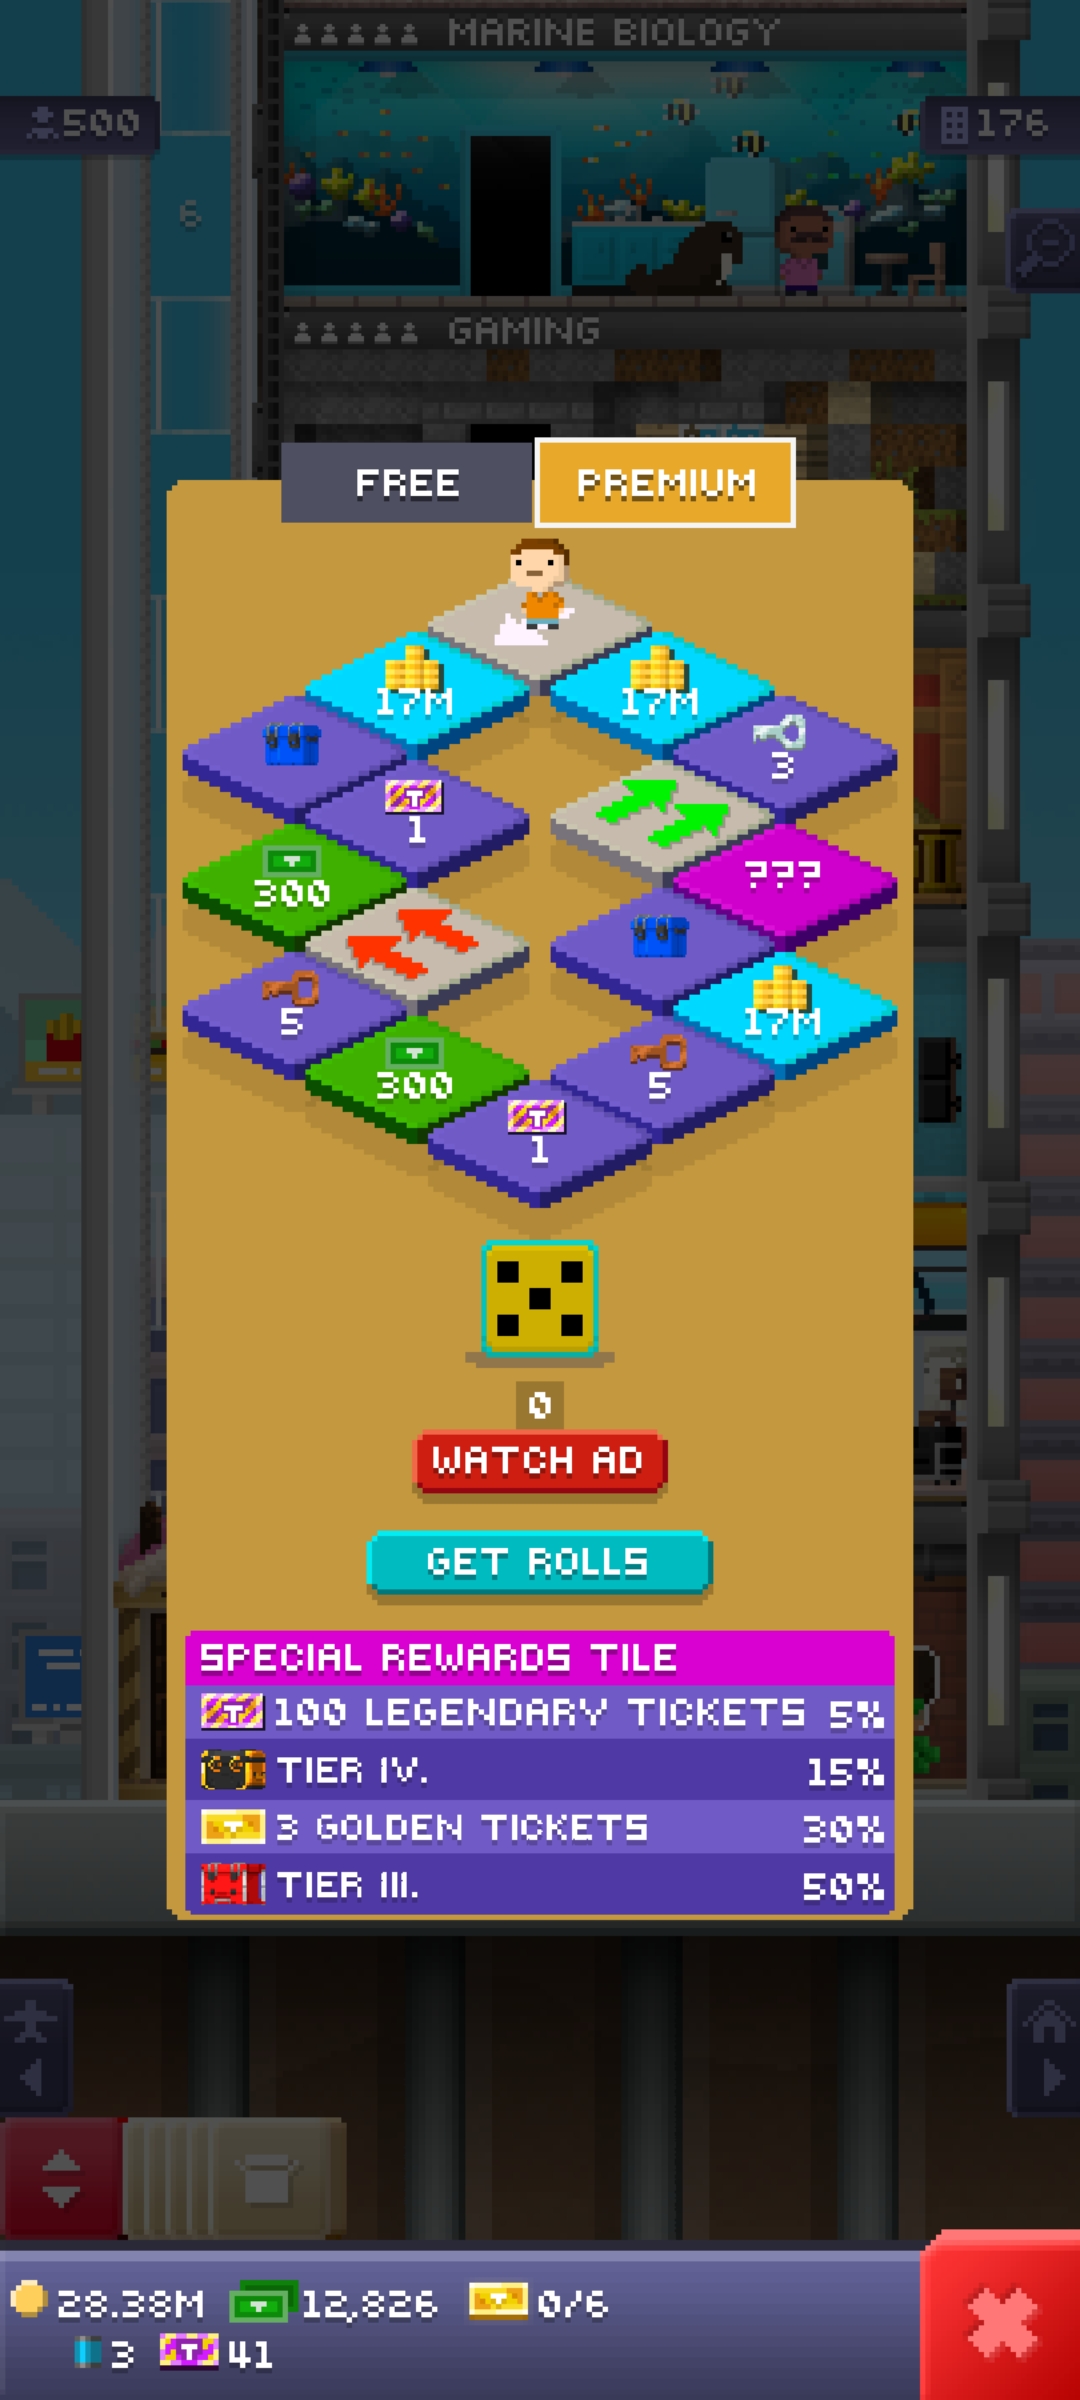 MARINE BIOLOGY
500
176
6
GAMING
FREE
PREMIUM
17M
17M
3
1
300
???
5
17M
300
5
1
0
WATCH AD
GET ROLLS
SPECIAL REWARDS TILE
100 LEGENDARY TICKETS 5%
TIER IV. 15%
3 GOLDEN TICKETS 30%
TIER III. 50%
28.38M 12,826 0/6
3 41